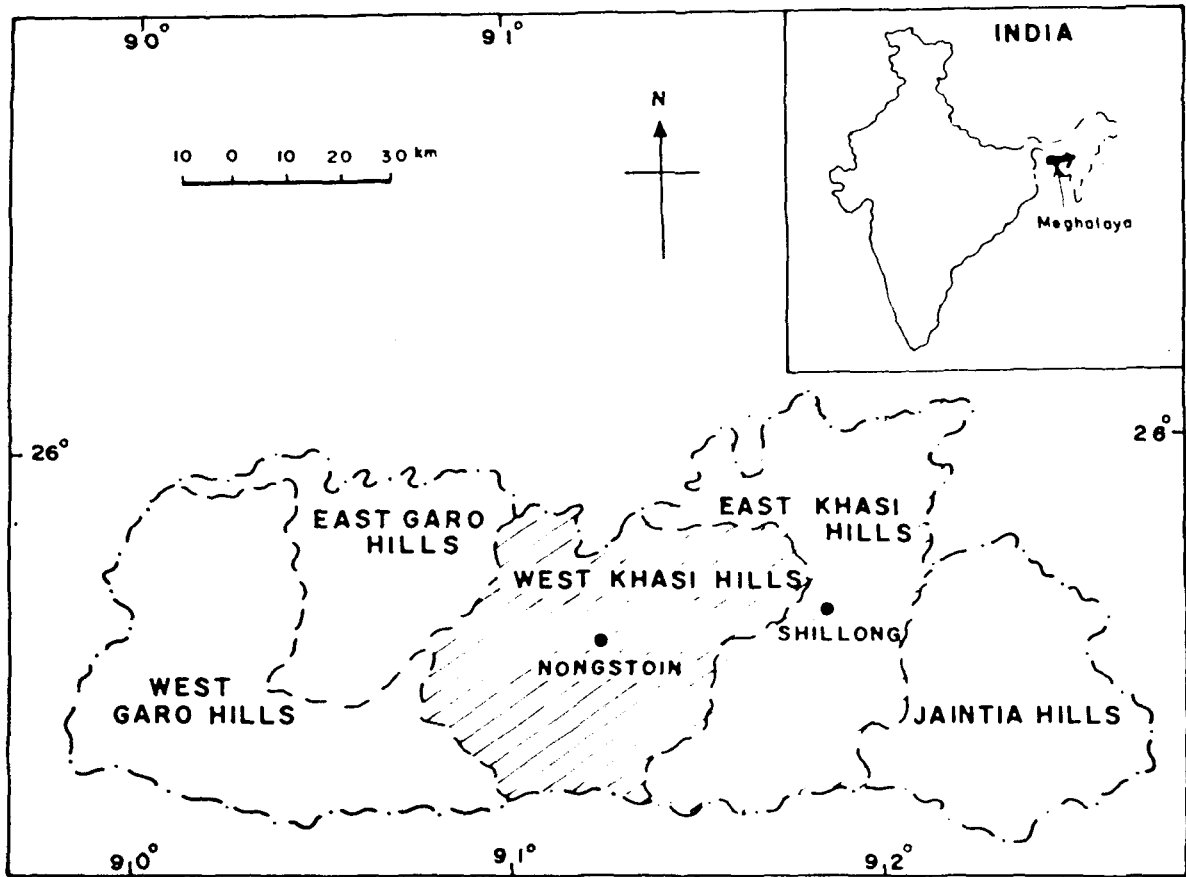 90°
91°
INDIA
N
10 0 10 20 30 km
Meghalaya
26°
26°
EAST GARO
HILLS
EAST KHASI
HILLS
WEST KHASI HILLS
SHILLONG
NONGSTOIN
WEST
GARO HILLS
JAINTIA HILLS
90°
91°
92°